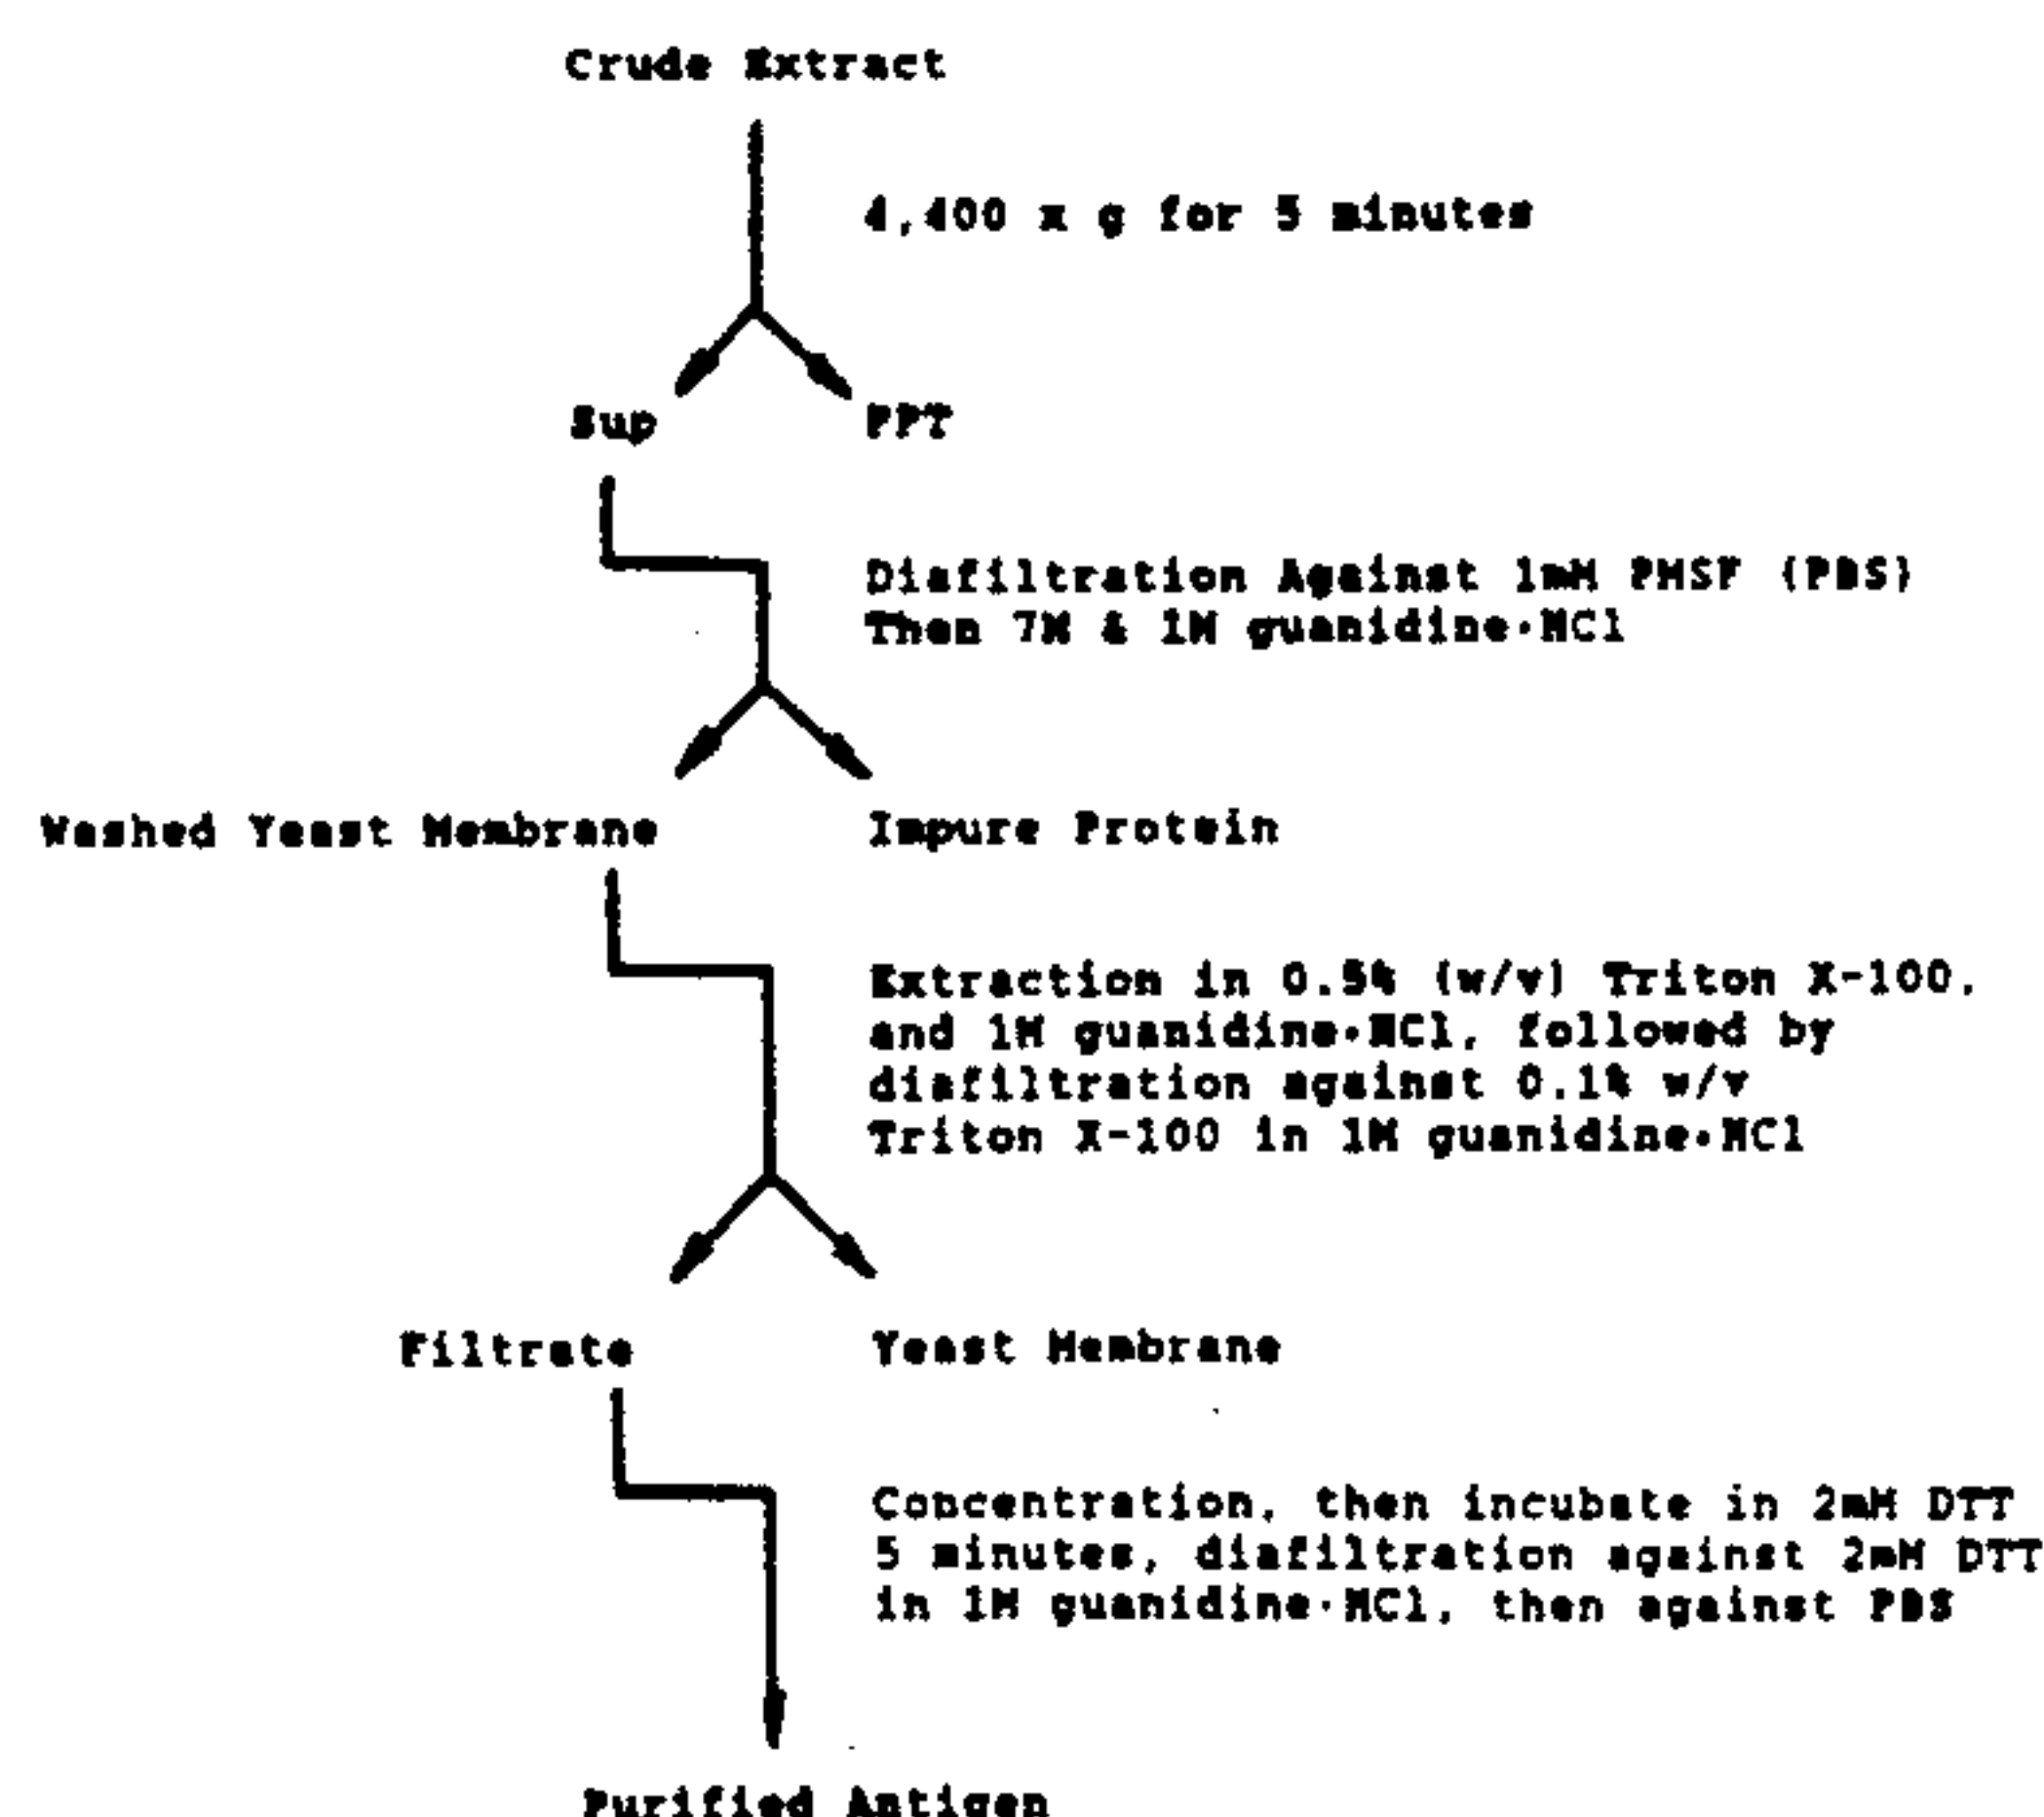 Crude Extract
4,400 x g for 5 minutes
Sup PPT
Diafiltration Against 1mM PMSF (PBS)
Then 7M & 1M guanidine·HCl
Washed Yeast Membrane Impure Protein
Extraction in 0.5% (w/v) Triton X-100,
and 1M guanidine·HCl, followed by
diafiltration against 0.1% w/v
Triton X-100 in 1M guanidine·HCl
Filtrate Yeast Membrane
Concentration, then incubate in 2mM DTT
5 minutes, diafiltration against 2mM DTT
in 1M guanidine·HCl, then against PBS
Purified Antigen